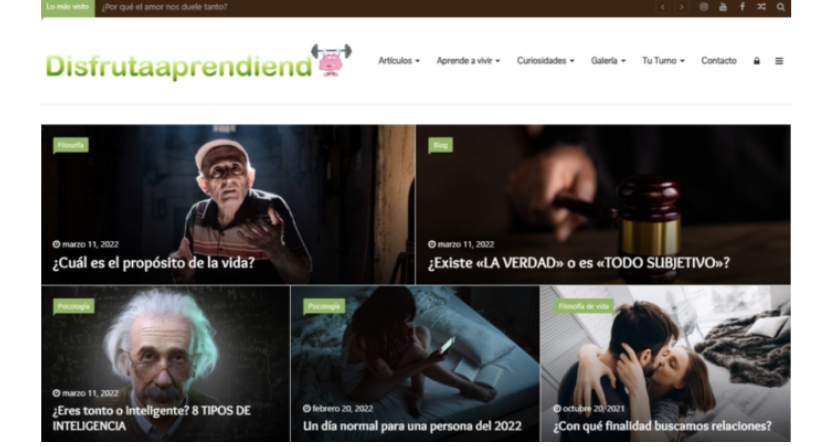 Lo más visto ¿Por qué el amor nos duele tanto?
Disfrutaaprendiend
Artículos Aprende a vivir Curiosidades Galería Tu Turno Contacto
Filosofía
marzo 11, 2022
¿Cuál es el propósito de la vida?
Blog
marzo 11, 2022
¿Existe «LA VERDAD» o es «TODO SUBJETIVO»?
Psicología
marzo 11, 2022
¿Eres tonto o inteligente? 8 TIPOS DE
INTELIGENCIA
Psicología
febrero 20, 2022
Un día normal para una persona del 2022
Filosofía de vida
octubre 20, 2021
¿Con qué finalidad buscamos relaciones?